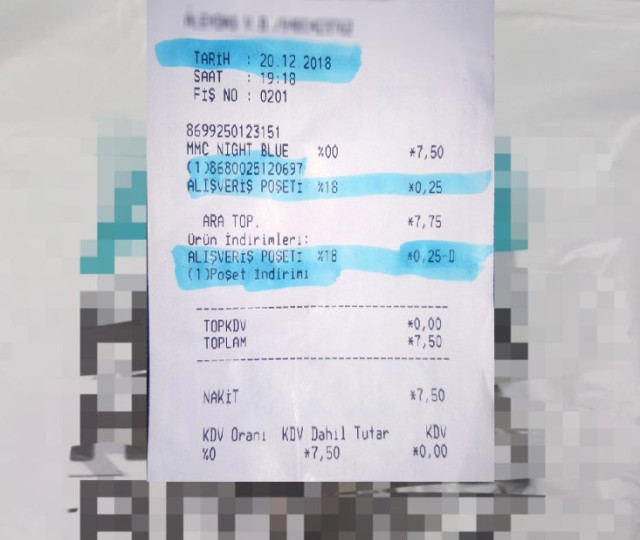 TARİH : 20.12.2018
SAAT : 19:18
FİŞ NO : 0201
8699250123151
MMC NIGHT BLUE %00 *7,50
(1)8680025120697
ALIŞVERİŞ POŞETİ %18 *0,25
ARA TOP. *7,75
Ürün İndirimleri:
ALIŞVERİŞ POŞETİ %18 *0,25-D
(1)Poşet İndirimi
TOPKDV *0,00
TOPLAM *7,50
NAKİT *7,50
KDV Oranı KDV Dahil Tutar KDV
%0 *7,50 *0,00